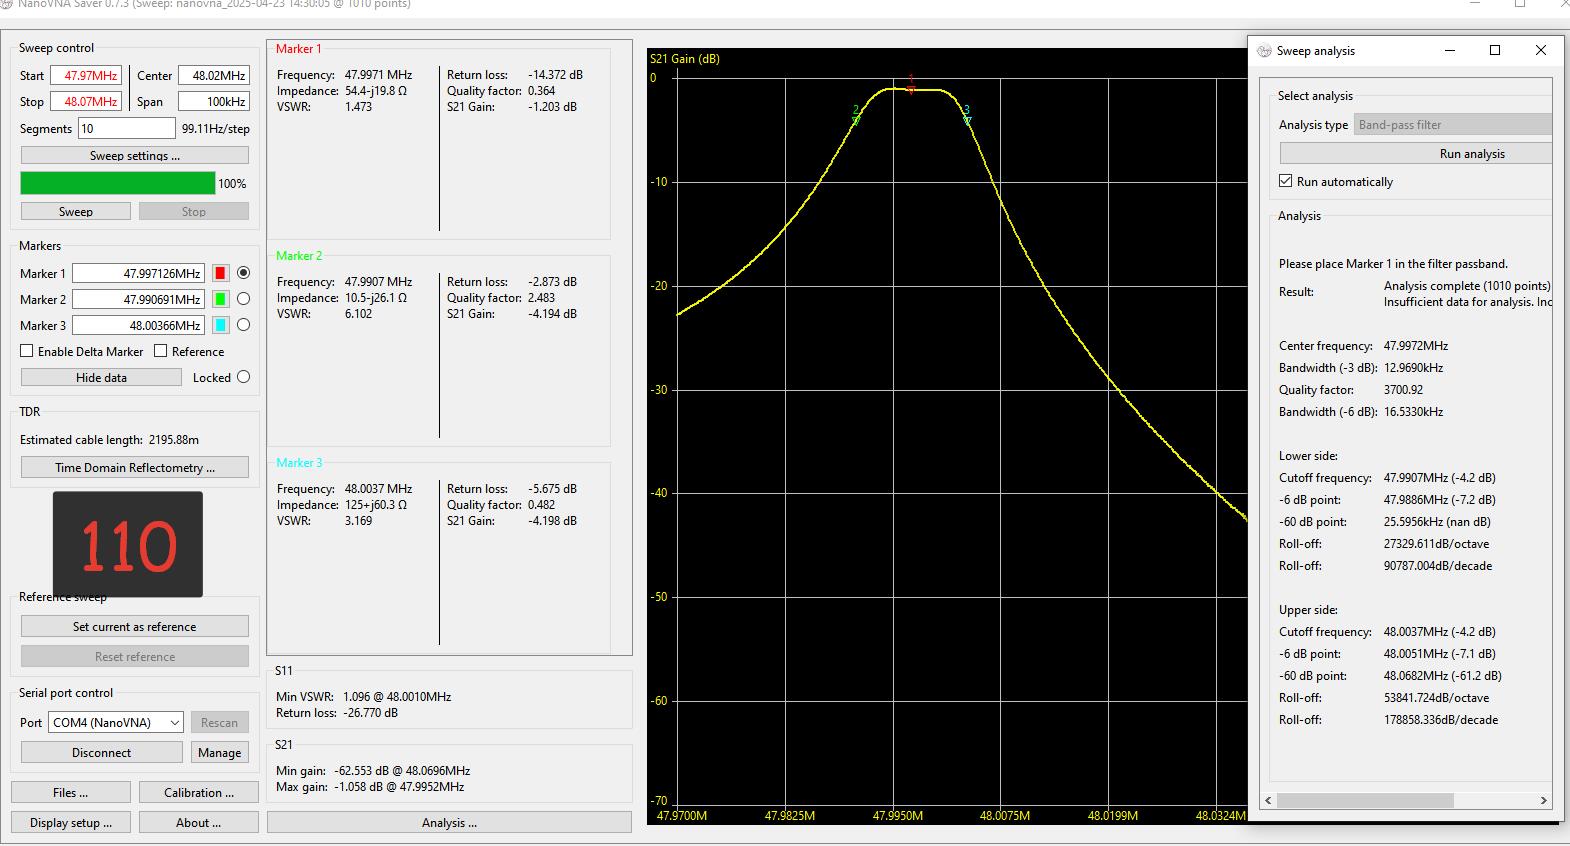 NanoVNA Saver 0.7.3 (Sweep: nanovna_2025-04-23 14:30:05 @ 1010 points)
Sweep control
Start 47.97MHz Center 48.02MHz
Stop 48.07MHz Span 100kHz
Segments 10 99.11Hz/step
Sweep settings ...
100%
Sweep Stop
Markers
Marker 1 47.997126MHz
Marker 2 47.990691MHz
Marker 3 48.00366MHz
Enable Delta Marker Reference
Hide data Locked
TDR
Estimated cable length: 2195.88m
Time Domain Reflectometry ...
110
Reference sweep
Set current as reference
Reset reference
Serial port control
Port COM4 (NanoVNA) Rescan
Disconnect Manage
Files ... Calibration ...
Display setup ... About ...
Marker 1
Frequency: 47.9971 MHz Return loss: -14.372 dB
Impedance: 54.4-j19.8 Ω Quality factor: 0.364
VSWR: 1.473 S21 Gain: -1.203 dB
Marker 2
Frequency: 47.9907 MHz Return loss: -2.873 dB
Impedance: 10.5-j26.1 Ω Quality factor: 2.483
VSWR: 6.102 S21 Gain: -4.194 dB
Marker 3
Frequency: 48.0037 MHz Return loss: -5.675 dB
Impedance: 125+j60.3 Ω Quality factor: 0.482
VSWR: 3.169 S21 Gain: -4.198 dB
S11
Min VSWR: 1.096 @ 48.0010MHz
Return loss: -26.770 dB
S21
Min gain: -62.553 dB @ 48.0696MHz
Max gain: -1.058 dB @ 47.9952MHz
Analysis ...
S21 Gain (dB)
0
1
2 3
-10
-20
-30
-40
-50
-60
-70
47.9700M 47.9825M 47.9950M 48.0075M 48.0199M 48.0324M
Sweep analysis
Select analysis
Analysis type Band-pass filter
Run analysis
Run automatically
Analysis
Please place Marker 1 in the filter passband.
Result: Analysis complete (1010 points)
Insufficient data for analysis. Inc
Center frequency: 47.9972MHz
Bandwidth (-3 dB): 12.9690kHz
Quality factor: 3700.92
Bandwidth (-6 dB): 16.5330kHz
Lower side:
Cutoff frequency: 47.9907MHz (-4.2 dB)
-6 dB point: 47.9886MHz (-7.2 dB)
-60 dB point: 25.5956kHz (nan dB)
Roll-off: 27329.611dB/octave
Roll-off: 90787.004dB/decade
Upper side:
Cutoff frequency: 48.0037MHz (-4.2 dB)
-6 dB point: 48.0051MHz (-7.1 dB)
-60 dB point: 48.0682MHz (-61.2 dB)
Roll-off: 53841.724dB/octave
Roll-off: 178858.336dB/decade